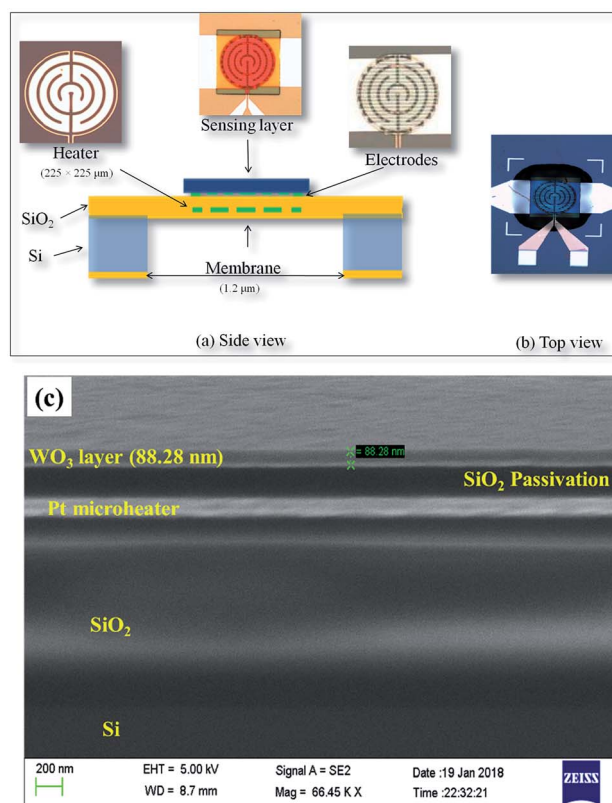 Sensing layer
Heater
(225 × 225 μm)
Electrodes
SiO2
Si
Membrane
(1.2 μm)
(a) Side view
(b) Top view
(c)
WO3 layer (88.28 nm)
= 88.28 nm
SiO2 Passivation
Pt microheater
SiO2
Si
200 nm
EHT = 5.00 kV
Signal A = SE2
Date :19 Jan 2018
WD = 8.7 mm
Mag = 66.45 K X
Time :22:32:21
ZEISS